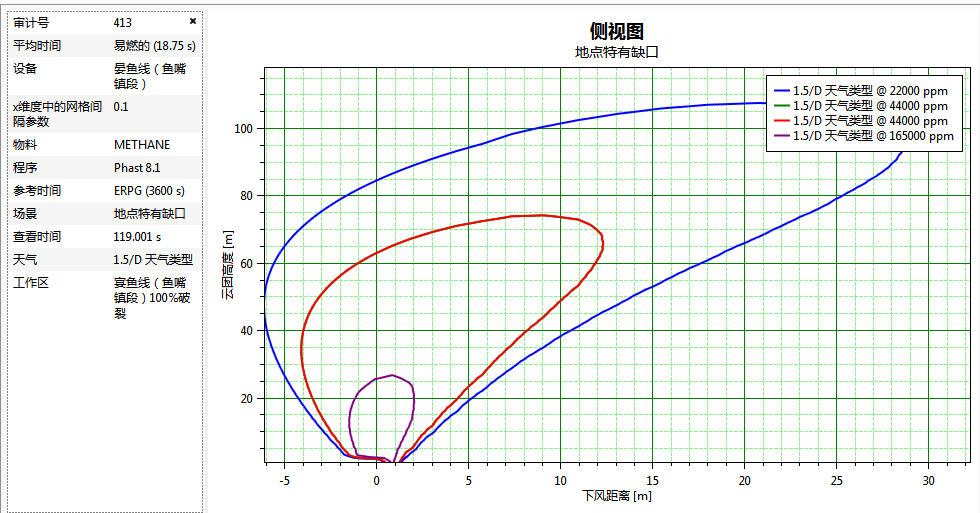 审计号 413
平均时间 易燃的 (18.75 s)
设备 晏鱼线（鱼嘴
镇段）
x维度中的网格间 0.1
隔参数
物料 METHANE
程序 Phast 8.1
参考时间 ERPG (3600 s)
场景 地点特有缺口
查看时间 119.001 s
天气 1.5/D 天气类型
工作区 宴鱼线（鱼嘴
镇段）100%破
裂
侧视图
地点特有缺口
1.5/D 天气类型 @ 22000 ppm
1.5/D 天气类型 @ 44000 ppm
1.5/D 天气类型 @ 44000 ppm
1.5/D 天气类型 @ 165000 ppm
云团高度 [m]
100
80
60
40
20
-5 0 5 10 15 20 25 30
下风距离 [m]